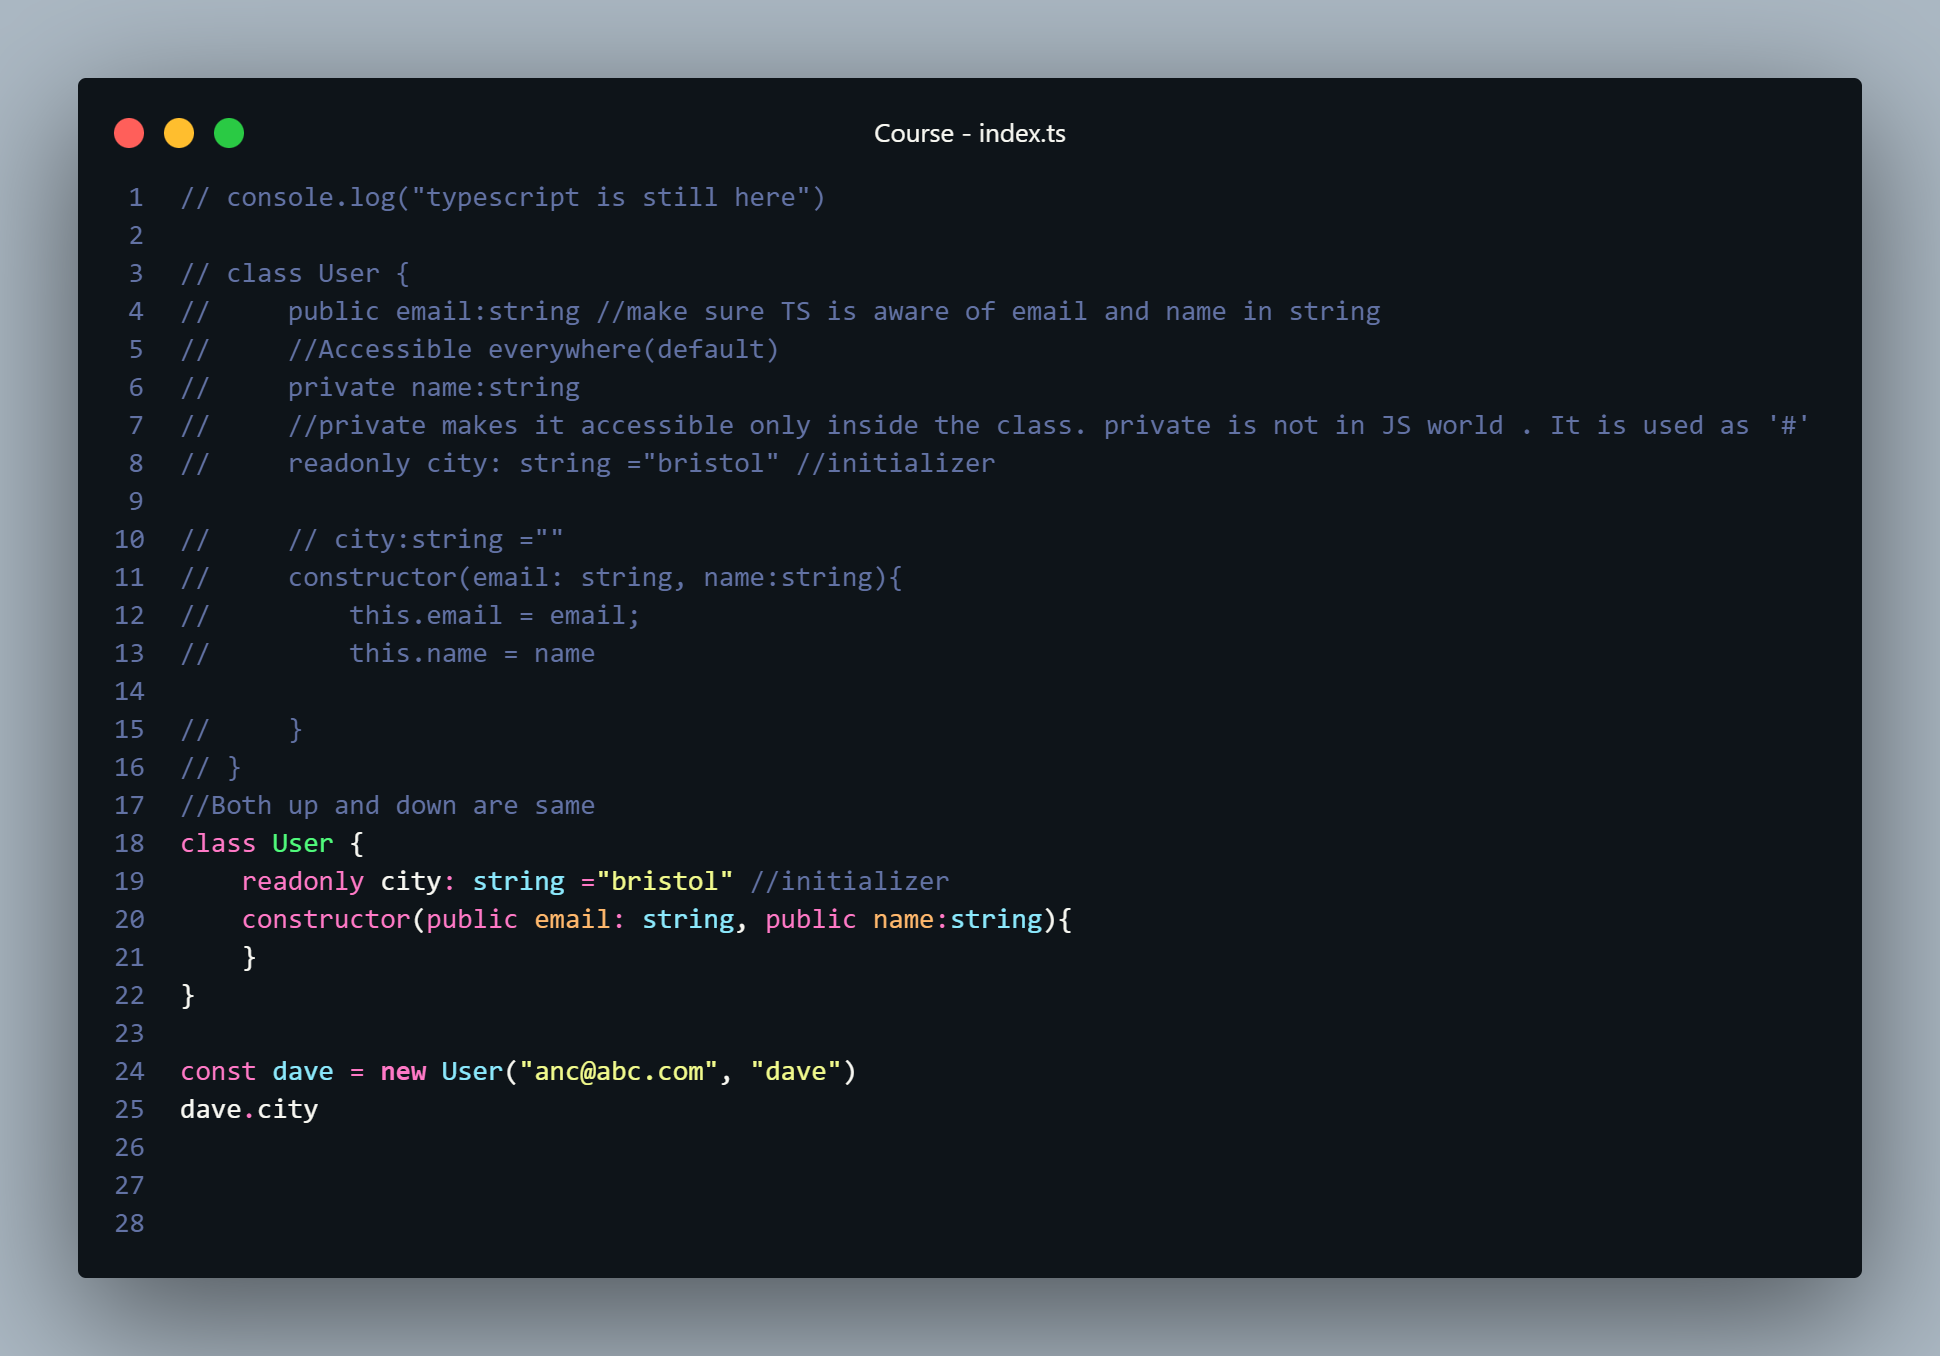 Course - index.ts
1 // console.log("typescript is still here")
2
3 // class User {
4 //     public email:string //make sure TS is aware of email and name in string
5 //     //Accessible everywhere(default)
6 //     private name:string
7 //     //private makes it accessible only inside the class. private is not in JS world . It is used as '#'
8 //     readonly city: string ="bristol" //initializer
9
10 //     // city:string =""
11 //     constructor(email: string, name:string){
12 //         this.email = email;
13 //         this.name = name
14
15 //     }
16 // }
17 //Both up and down are same
18 class User {
19     readonly city: string ="bristol" //initializer
20     constructor(public email: string, public name:string){
21     }
22 }
23
24 const dave = new User("anc@abc.com", "dave")
25 dave.city
26
27
28